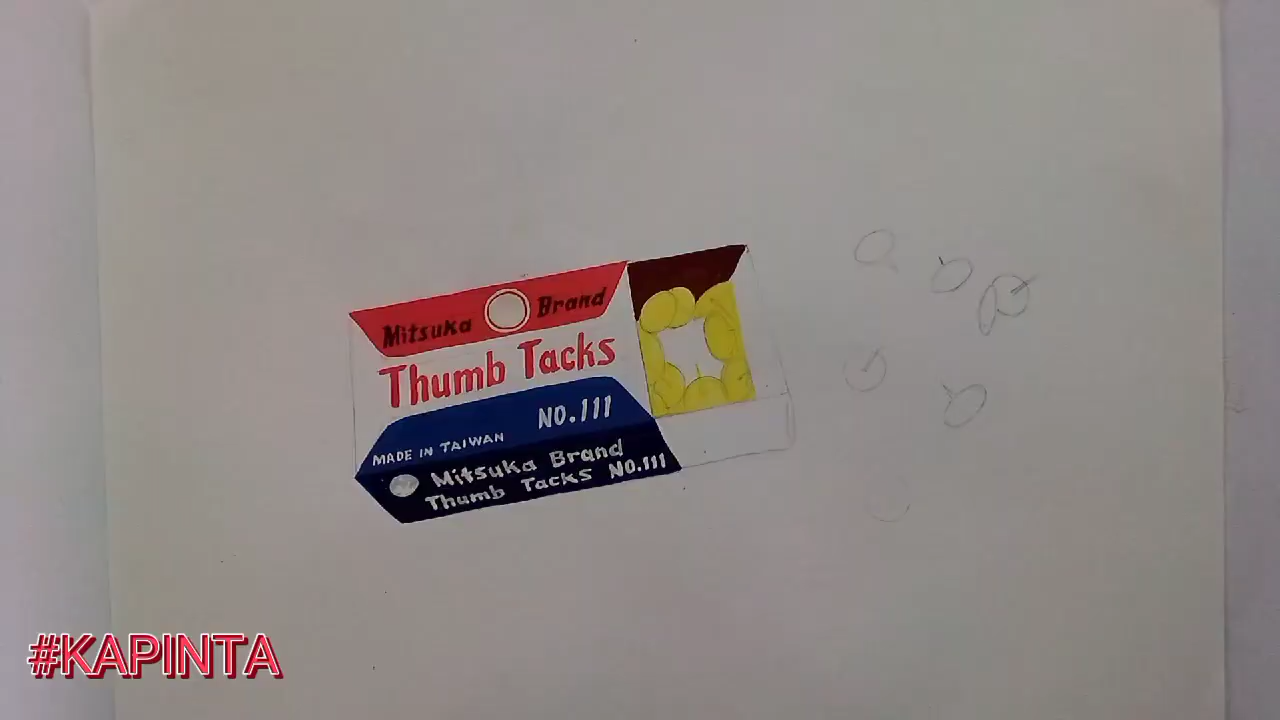 Mitsuka Brand
Thumb Tacks
NO.111
MADE IN TAIWAN
Mitsuka Brand
Thumb Tacks NO.111
#KAPINTA